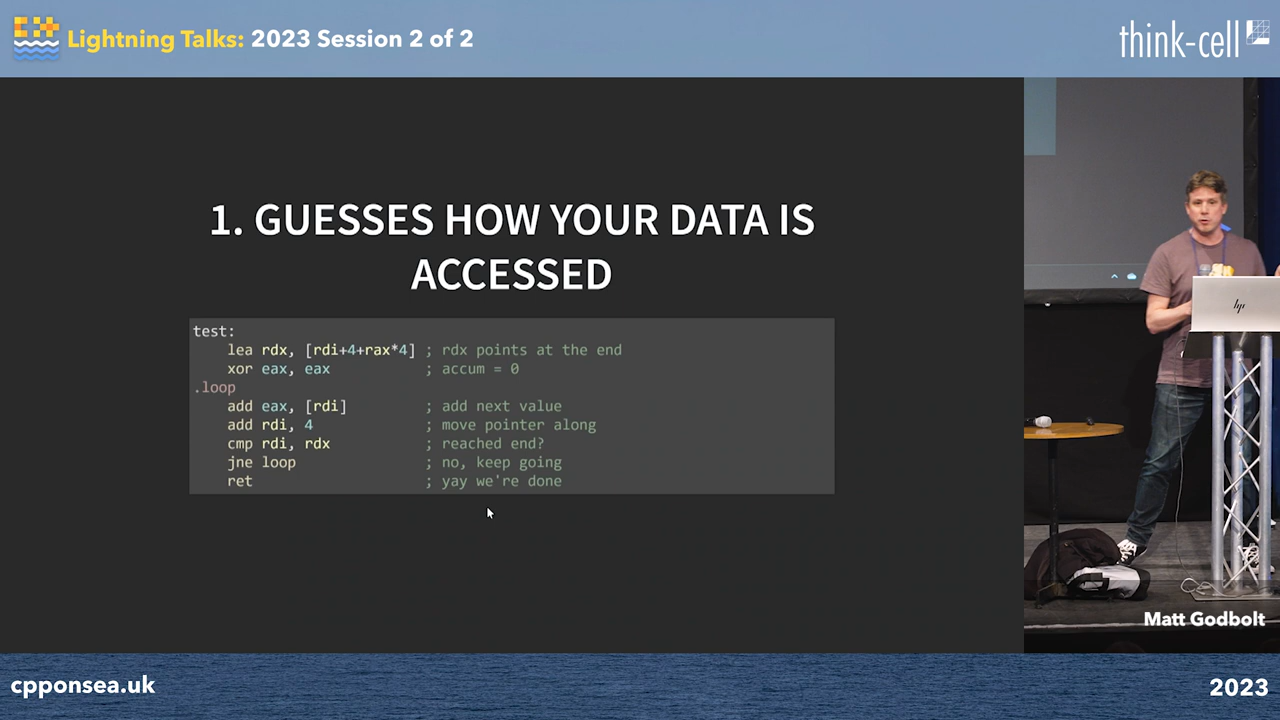 Lightning Talks: 2023 Session 2 of 2
think-cell
1. GUESSES HOW YOUR DATA IS
ACCESSED
test:
lea rdx, [rdi+4+rax*4] ; rdx points at the end
xor eax, eax ; accum = 0
.loop
add eax, [rdi] ; add next value
add rdi, 4 ; move pointer along
cmp rdi, rdx ; reached end?
jne loop ; no, keep going
ret ; yay we're done
hp
Matt Godbolt
cpponsea.uk
2023